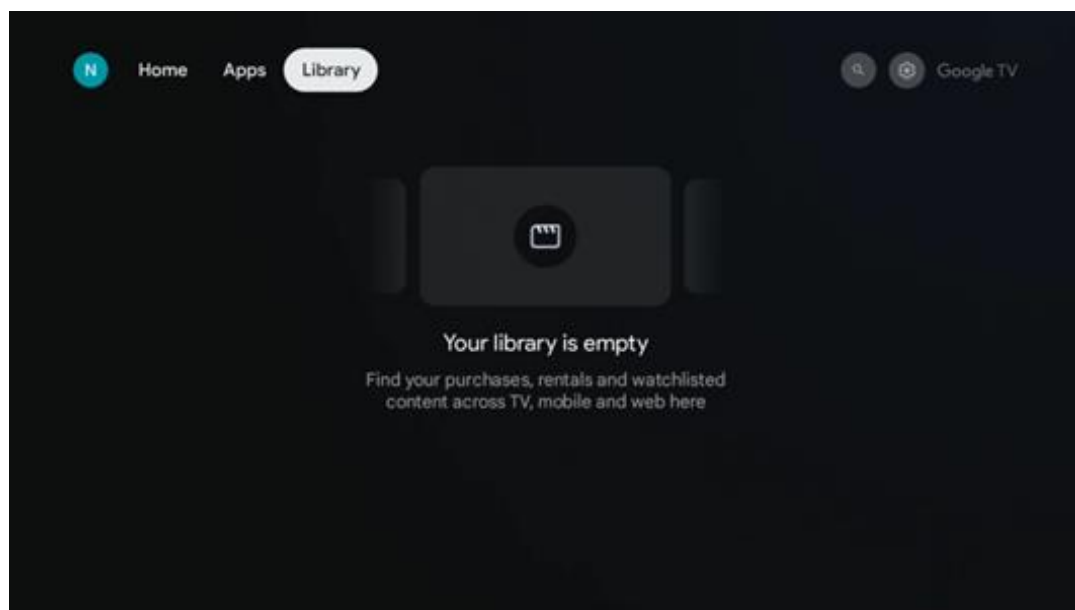 N Home Apps Library Google TV
Your library is empty
Find your purchases, rentals and watchlisted
content across TV, mobile and web here